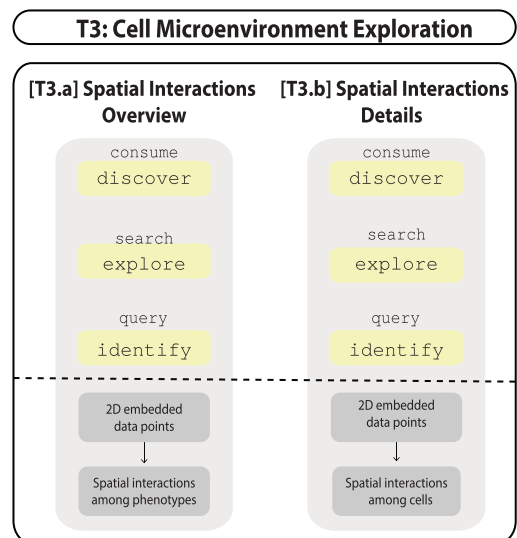 T3: Cell Microenvironment Exploration
[T3.a] Spatial Interactions
Overview
consume
discover
search
explore
query
identify
2D embedded
data points
Spatial interactions
among phenotypes
[T3.b] Spatial Interactions
Details
consume
discover
search
explore
query
identify
2D embedded
data points
Spatial interactions
among cells